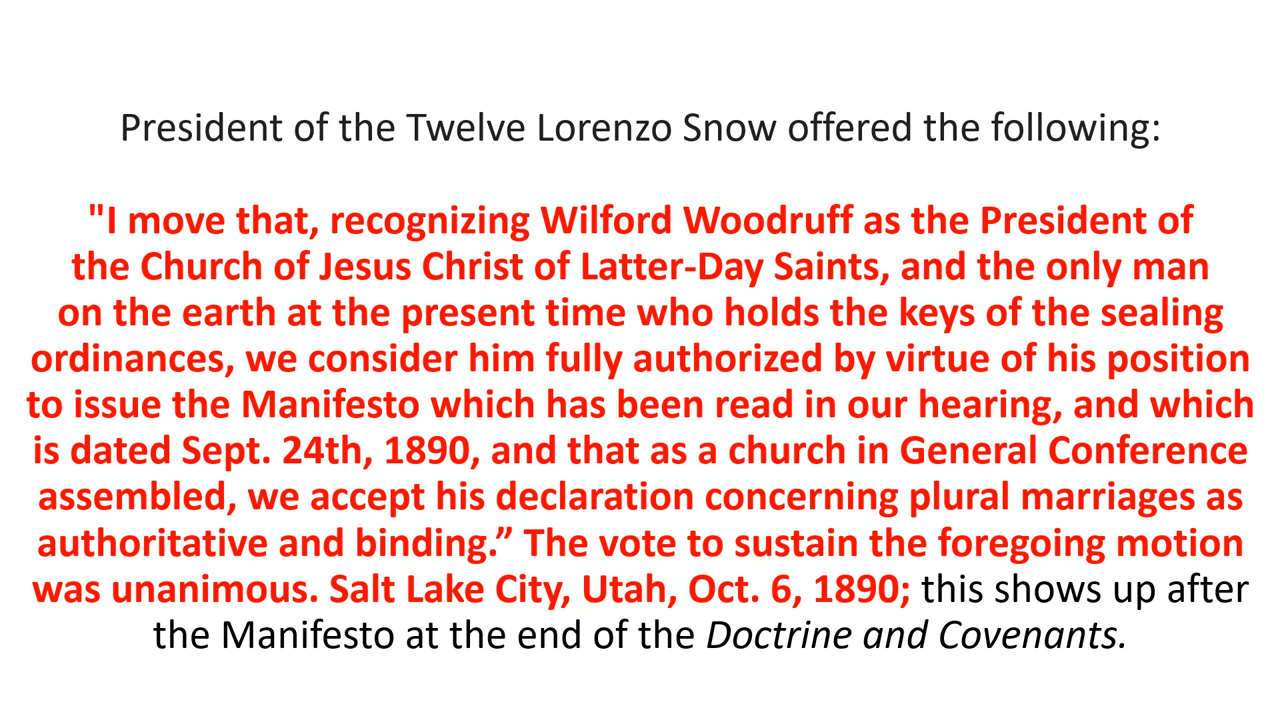 President of the Twelve Lorenzo Snow offered the following:
"I move that, recognizing Wilford Woodruff as the President of
the Church of Jesus Christ of Latter-Day Saints, and the only man
on the earth at the present time who holds the keys of the sealing
ordinances, we consider him fully authorized by virtue of his position
to issue the Manifesto which has been read in our hearing, and which
is dated Sept. 24th, 1890, and that as a church in General Conference
assembled, we accept his declaration concerning plural marriages as
authoritative and binding.” The vote to sustain the foregoing motion
was unanimous. Salt Lake City, Utah, Oct. 6, 1890; this shows up after
the Manifesto at the end of the Doctrine and Covenants.